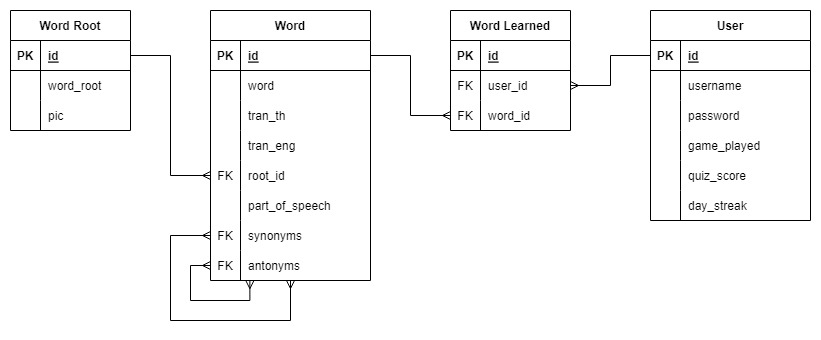 Word Root
PK id
word_root
pic
Word
PK id
word
tran_th
tran_eng
FK root_id
part_of_speech
FK synonyms
FK antonyms
Word Learned
PK id
FK user_id
FK word_id
User
PK id
username
password
game_played
quiz_score
day_streak